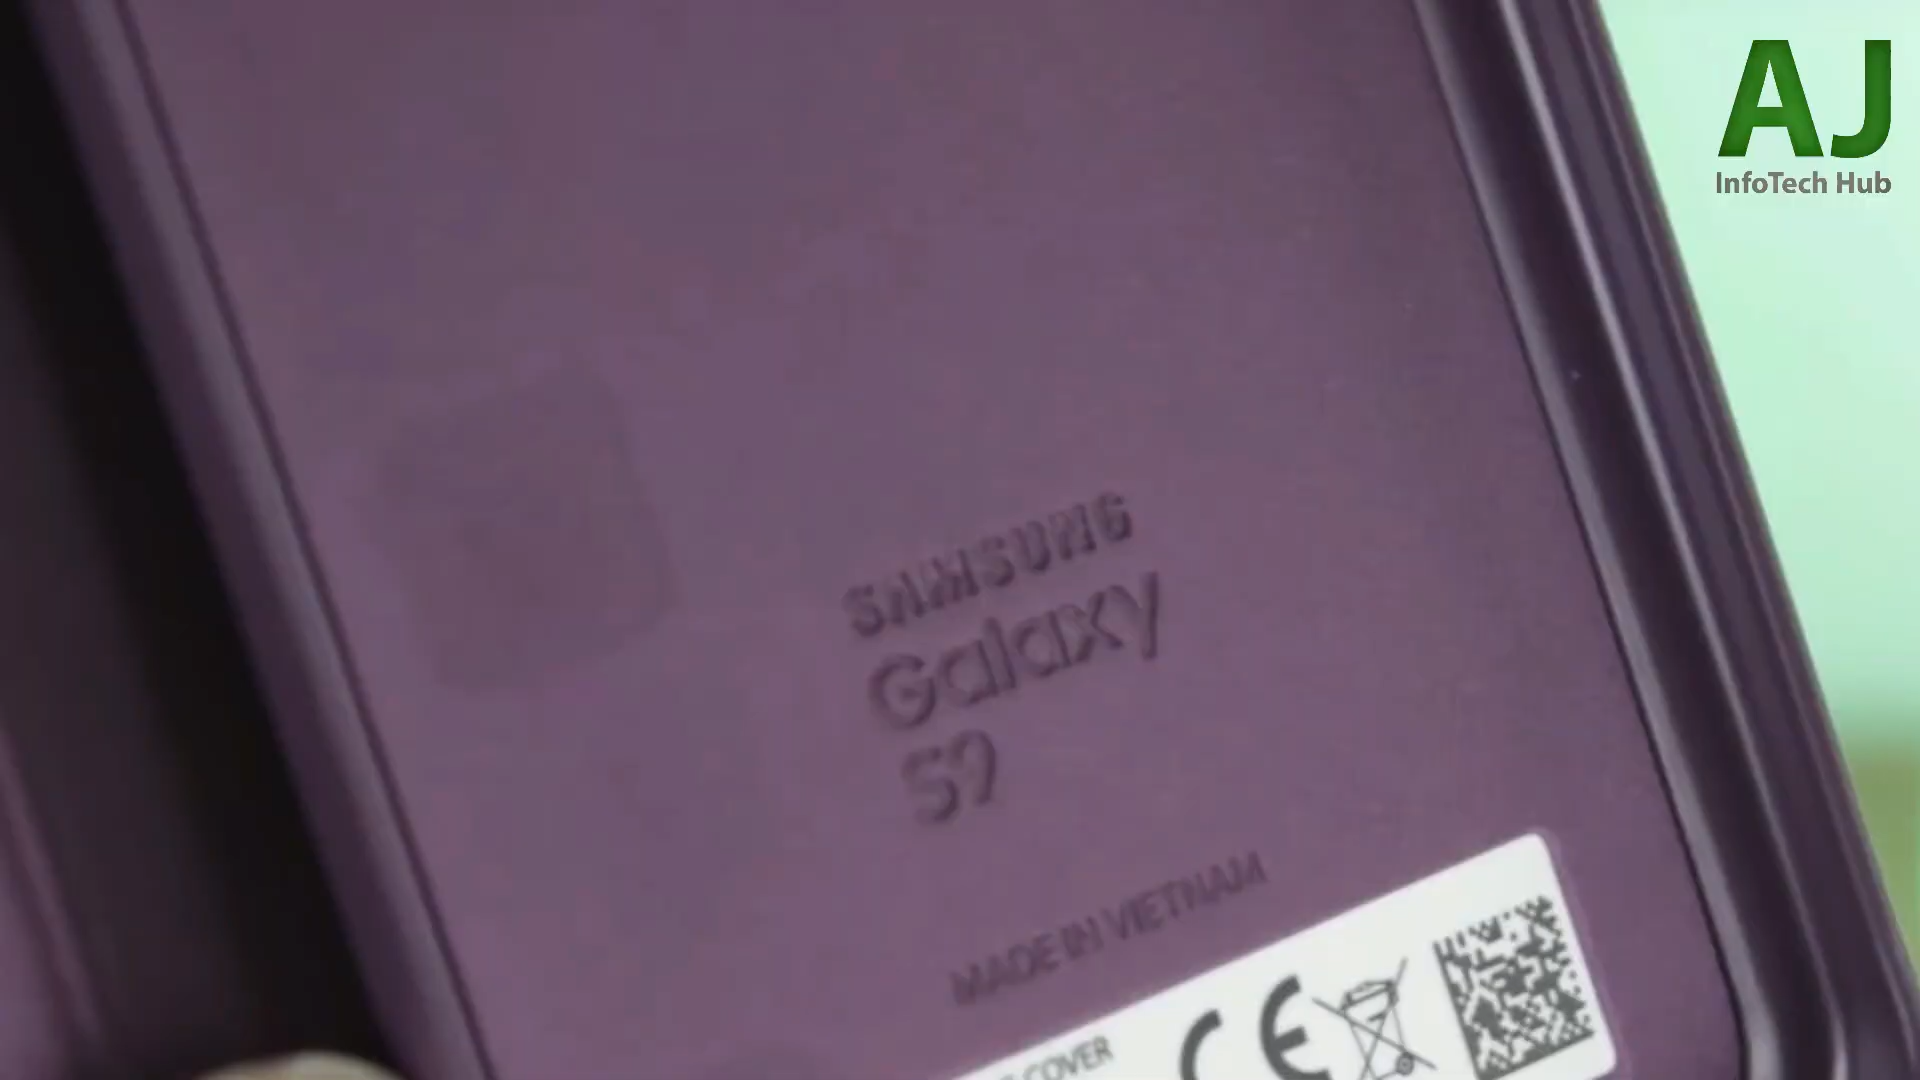 AJ
InfoTech Hub
SAMSUNG
Galaxy
S9
MADE IN VIETNAM
COVER
CE